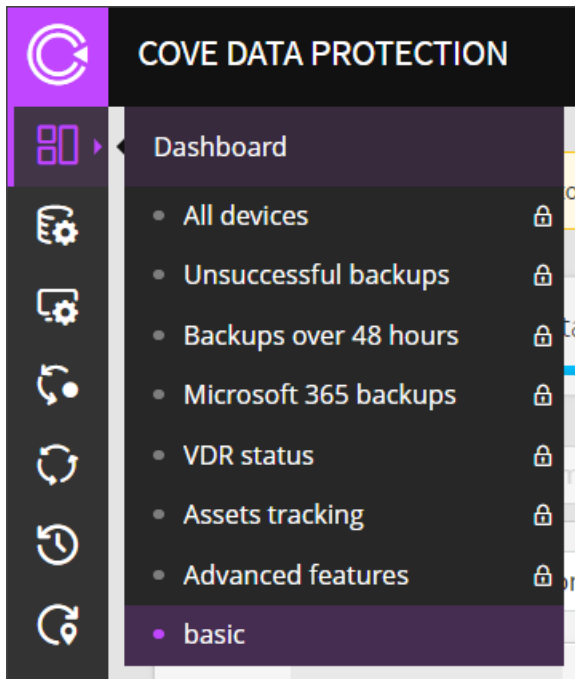 COVE DATA PROTECTION
Dashboard
All devices
Unsuccessful backups
Backups over 48 hours
Microsoft 365 backups
VDR status
Assets tracking
Advanced features
basic